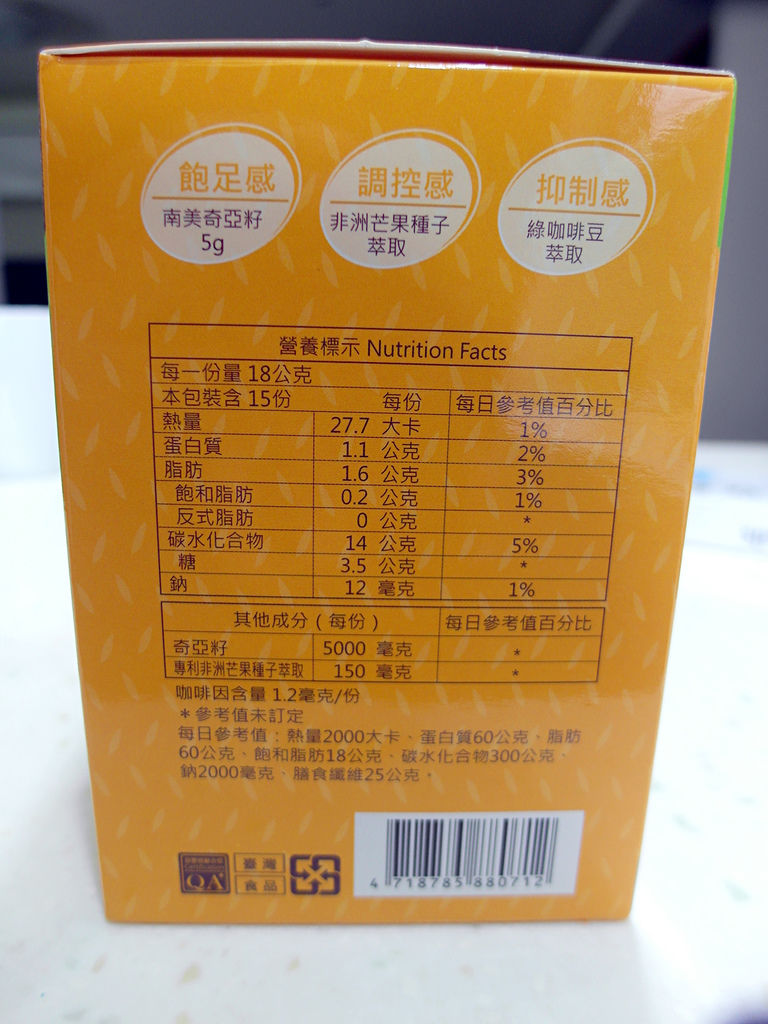 飽足感
南美奇亞籽
5g
調控感
非洲芒果種子
萃取
抑制感
綠咖啡豆
萃取
營養標示 Nutrition Facts
每一份量 18公克
本包裝含 15份 每份 每日參考值百分比
熱量 27.7 大卡 1%
蛋白質 1.1 公克 2%
脂肪 1.6 公克 3%
飽和脂肪 0.2 公克 1%
反式脂肪 0 公克 *
碳水化合物 14 公克 5%
糖 3.5 公克 *
鈉 12 毫克 1%
其他成分(每份) 每日參考值百分比
奇亞籽 5000 毫克 *
專利非洲芒果種子萃取 150 毫克 *
咖啡因含量 1.2毫克/份
*參考值未訂定
每日參考值:熱量2000大卡、蛋白質60公克、脂肪
60公克、飽和脂肪18公克、碳水化合物300公克、
鈉2000毫克、膳食纖維25公克。
QA+
臺灣
食品
4 718785 880712